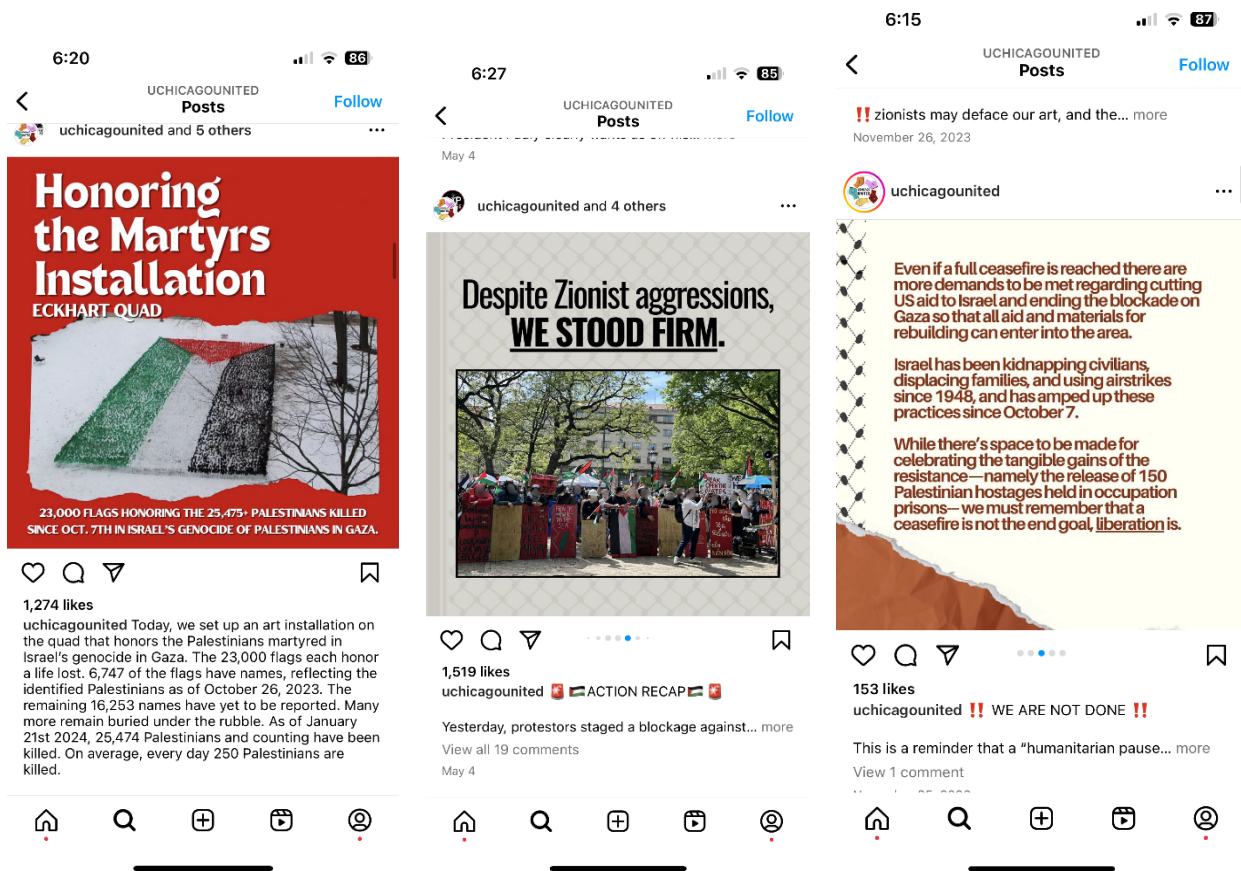 6:20
86
UCHICAGOUNITED
Posts
Follow
uchicagounited and 5 others
Honoring
the Martyrs
Installation
ECKHART QUAD
23,000 FLAGS HONORING THE 25,475+ PALESTINIANS KILLED
SINCE OCT. 7TH IN ISRAEL'S GENOCIDE OF PALESTINIANS IN GAZA.
1,274 likes
uchicagounited Today, we set up an art installation on
the quad that honors the Palestinians martyred in
Israel's genocide in Gaza. The 23,000 flags each honor
a life lost. 6,747 of the flags have names, reflecting the
identified Palestinians as of October 26, 2023. The
remaining 16,253 names have yet to be reported. Many
more remain buried under the rubble. As of January
21st 2024, 25,474 Palestinians and counting have been
killed. On average, every day 250 Palestinians are
killed.
6:27
85
UCHICAGOUNITED
Posts
Follow
May 4
uchicagounited and 4 others
Despite Zionist aggressions,
WE STOOD FIRM.
1,519 likes
uchicagounited 🚨🇵🇸ACTION RECAP🇵🇸🚨
Yesterday, protestors staged a blockage against... more
View all 19 comments
May 4
6:15
87
UCHICAGOUNITED
Posts
Follow
‼️zionists may deface our art, and the... more
November 26, 2023
uchicagounited
Even if a full ceasefire is reached there are
more demands to be met regarding cutting
US aid to Israel and ending the blockade on
Gaza so that all aid and materials for
rebuilding can enter into the area.
Israel has been kidnapping civilians,
displacing families, and using airstrikes
since 1948, and has amped up these
practices since October 7.
While there's space to be made for
celebrating the tangible gains of the
resistance—namely the release of 150
Palestinian hostages held in occupation
prisons— we must remember that a
ceasefire is not the end goal, liberation is.
153 likes
uchicagounited ‼️ WE ARE NOT DONE ‼️
This is a reminder that a "humanitarian pause... more
View 1 comment